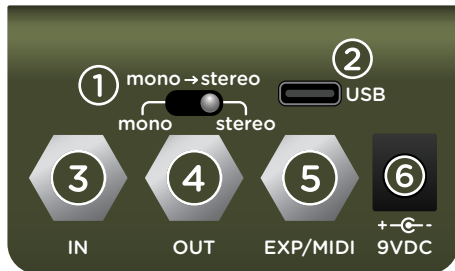 ① mono→stereo ② USB
mono stereo
③ ④ ⑤ ⑥
+ - C - -
IN OUT EXP/MIDI 9VDC